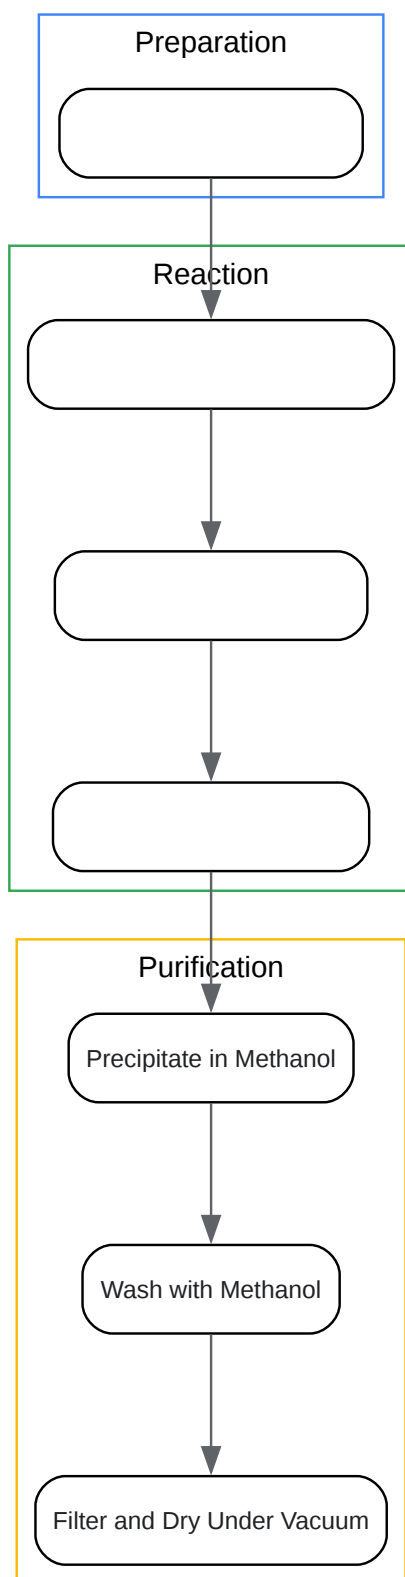 Preparation
Reaction
Purification
Precipitate in Methanol
Wash with Methanol
Filter and Dry Under Vacuum